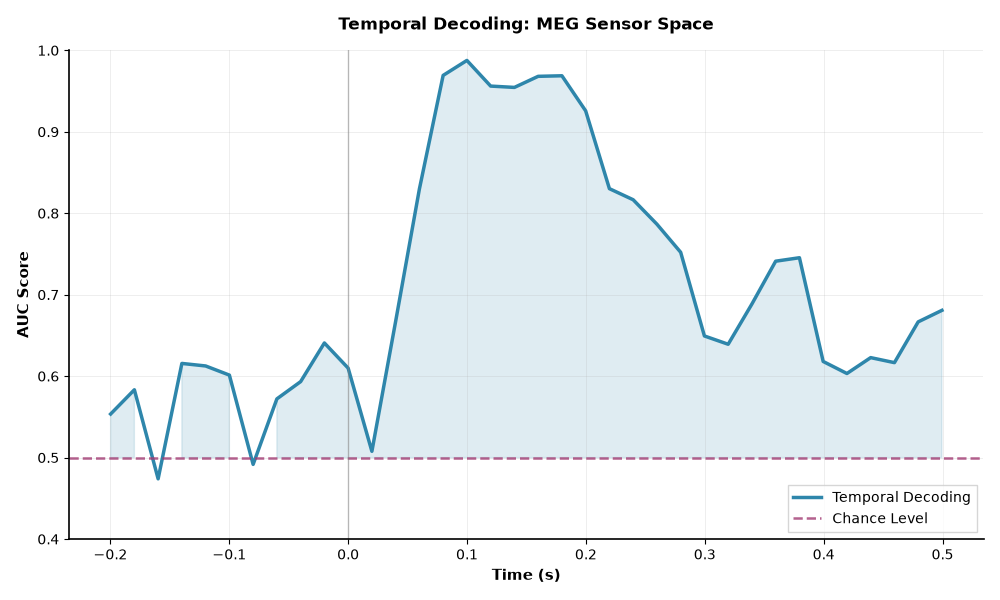 Temporal Decoding: MEG Sensor Space
AUC Score
1.0
0.9
0.8
0.7
0.6
0.5
0.4
Temporal Decoding
Chance Level
−0.2 −0.1 0.0 0.1 0.2 0.3 0.4 0.5
Time (s)